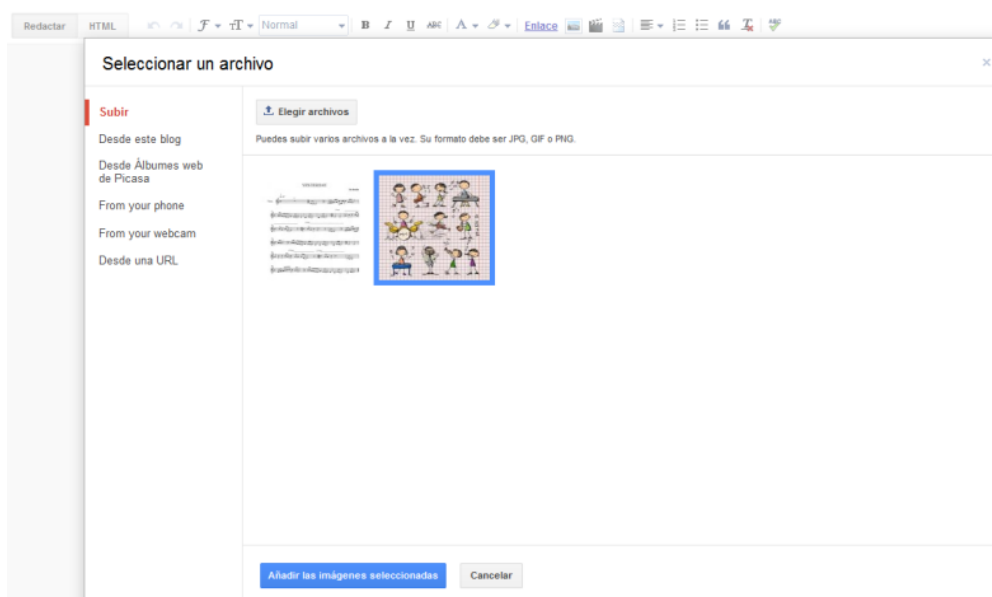 Redactar HTML Normal B I U ABC A Enlace
Seleccionar un archivo
Subir
Desde este blog
Desde Álbumes web
de Picasa
From your phone
From your webcam
Desde una URL
Elegir archivos
Puedes subir varios archivos a la vez. Su formato debe ser JPG, GIF o PNG.
Añadir las imágenes seleccionadas
Cancelar